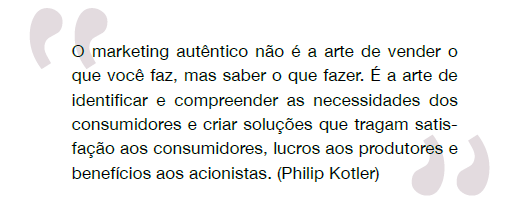 O marketing autêntico não é a arte de vender o
que você faz, mas saber o que fazer. É a arte de
identificar e compreender as necessidades dos
consumidores e criar soluções que tragam satis-
fação aos consumidores, lucros aos produtores e
benefícios aos acionistas. (Philip Kotler)